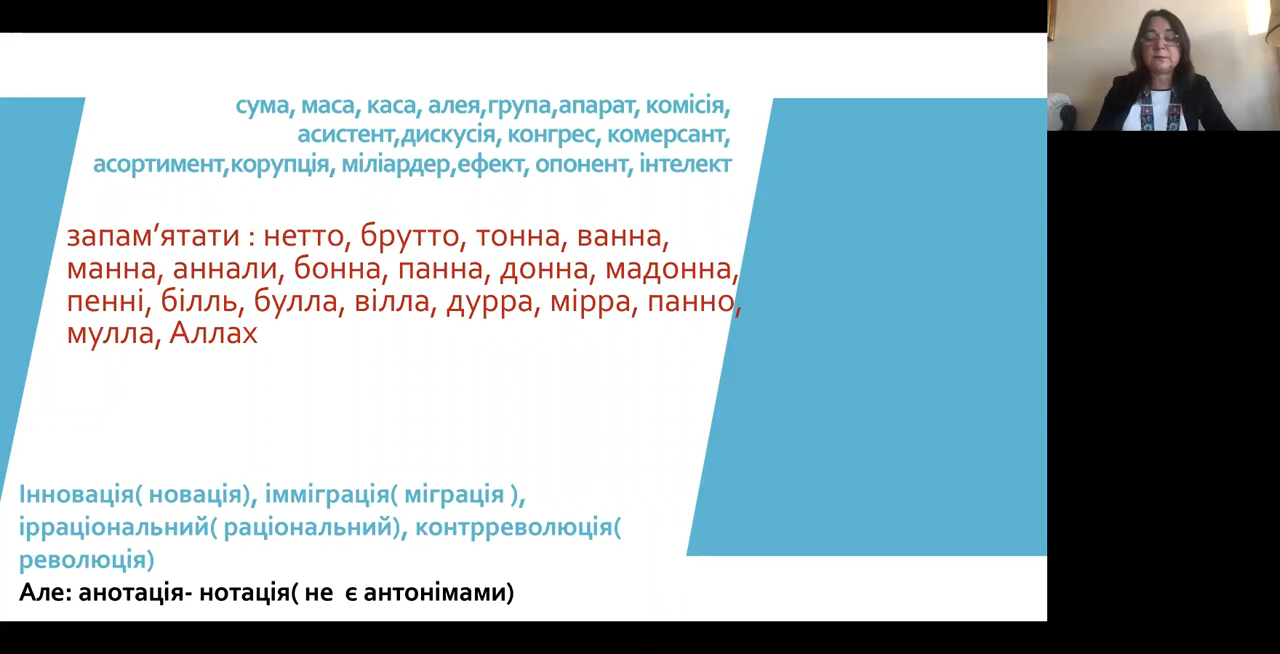 сума, маса, каса, алея,група,апарат, комісія,
асистент,дискусія, конгрес, комерсант,
асортимент,корупція, міліардер,ефект, опонент, інтелект
запам’ятати : нетто, брутто, тонна, ванна,
манна, аннали, бонна, панна, донна, мадонна,
пенні, білль, булла, вілла, дурра, мірра, панно,
мулла, Аллах
Інновація( новація), імміграція( міграція ),
ірраціональний( раціональний), контрреволюція(
революція)
Але: анотація- нотація( не є антонімами)